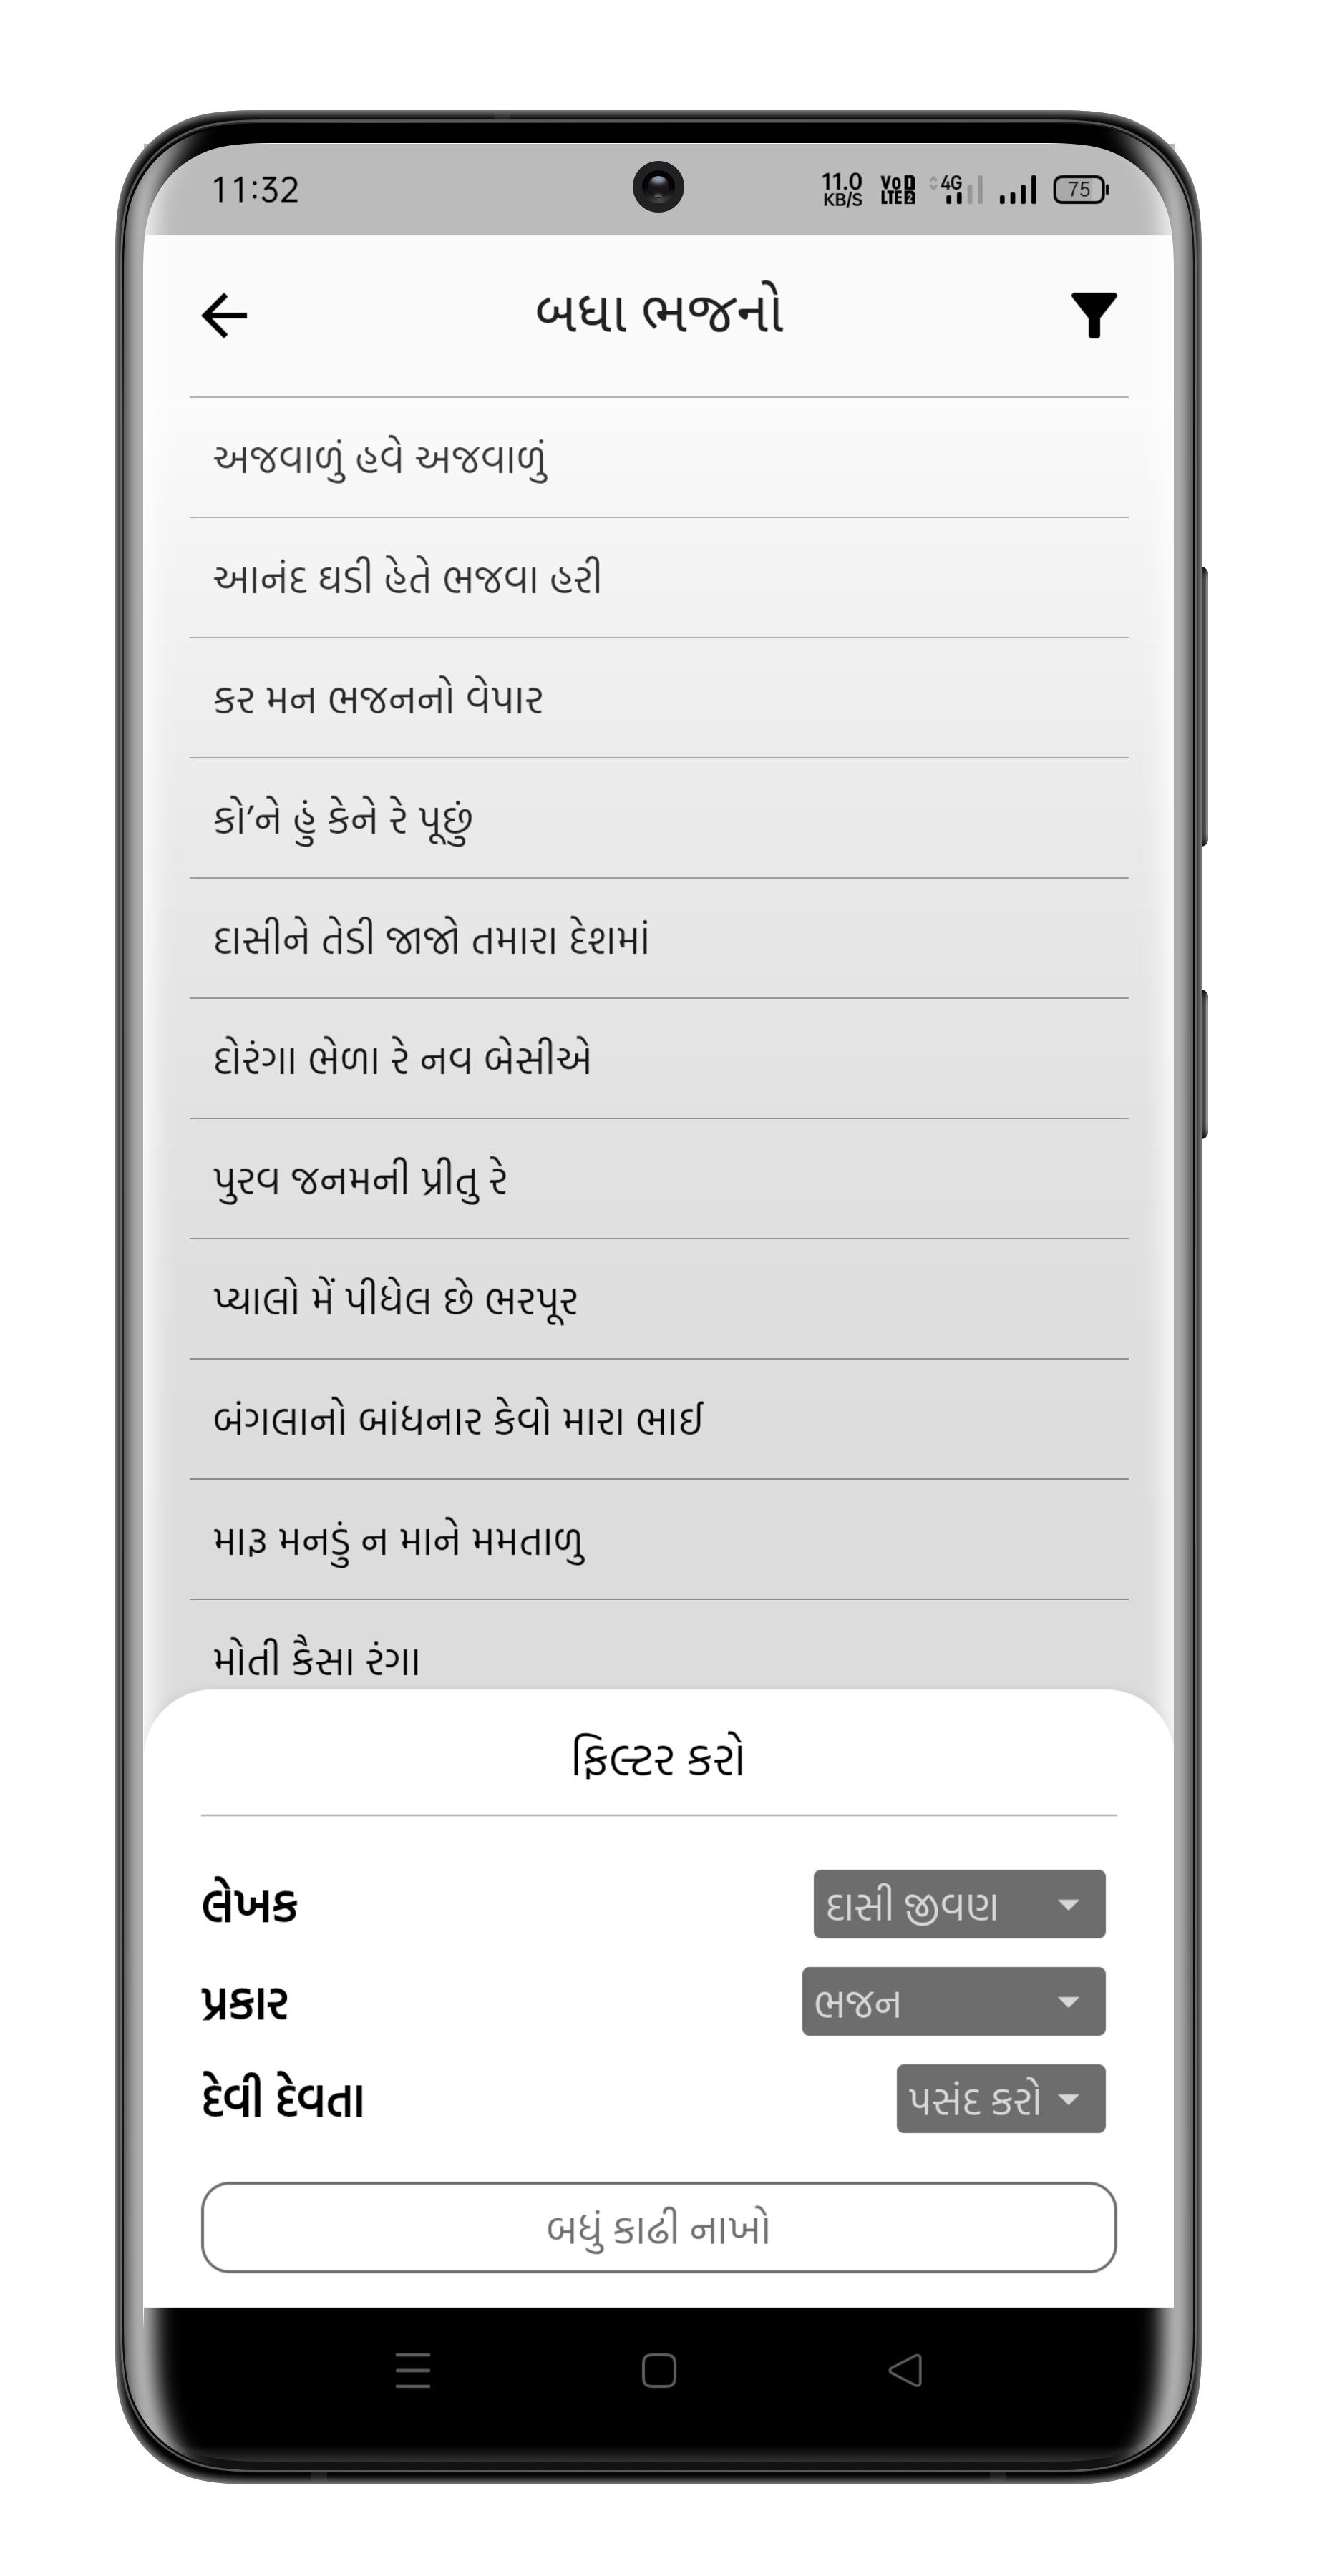 11:32
11.0 KB/S Vo LTE 1 2 4G 75
બધા ભજનો
અજવાળું હવે અજવાળું
આનંદ ઘડી હેતે ભજવા હરી
કર મન ભજનનો વેપાર
કો'ને હું કેને રે પૂછું
દાસીને તેડી જાજો તમારા દેશમાં
દોરંગા ભેળા રે નવ બેસીએ
પુરવ જનમની પ્રીતુ રે
પ્યાલો મેં પીધેલ છે ભરપૂર
બંગલાનો બાંધનાર કેવો મારા ભાઈ
મારૂ મનડું ન માને મમતાળુ
મોતી કૈસા રંગા
ફિલ્ટર કરો
લેખક દાસી જીવણ
પ્રકાર ભજન
દેવી દેવતા પસંદ કરો
બધું કાઢી નાખો